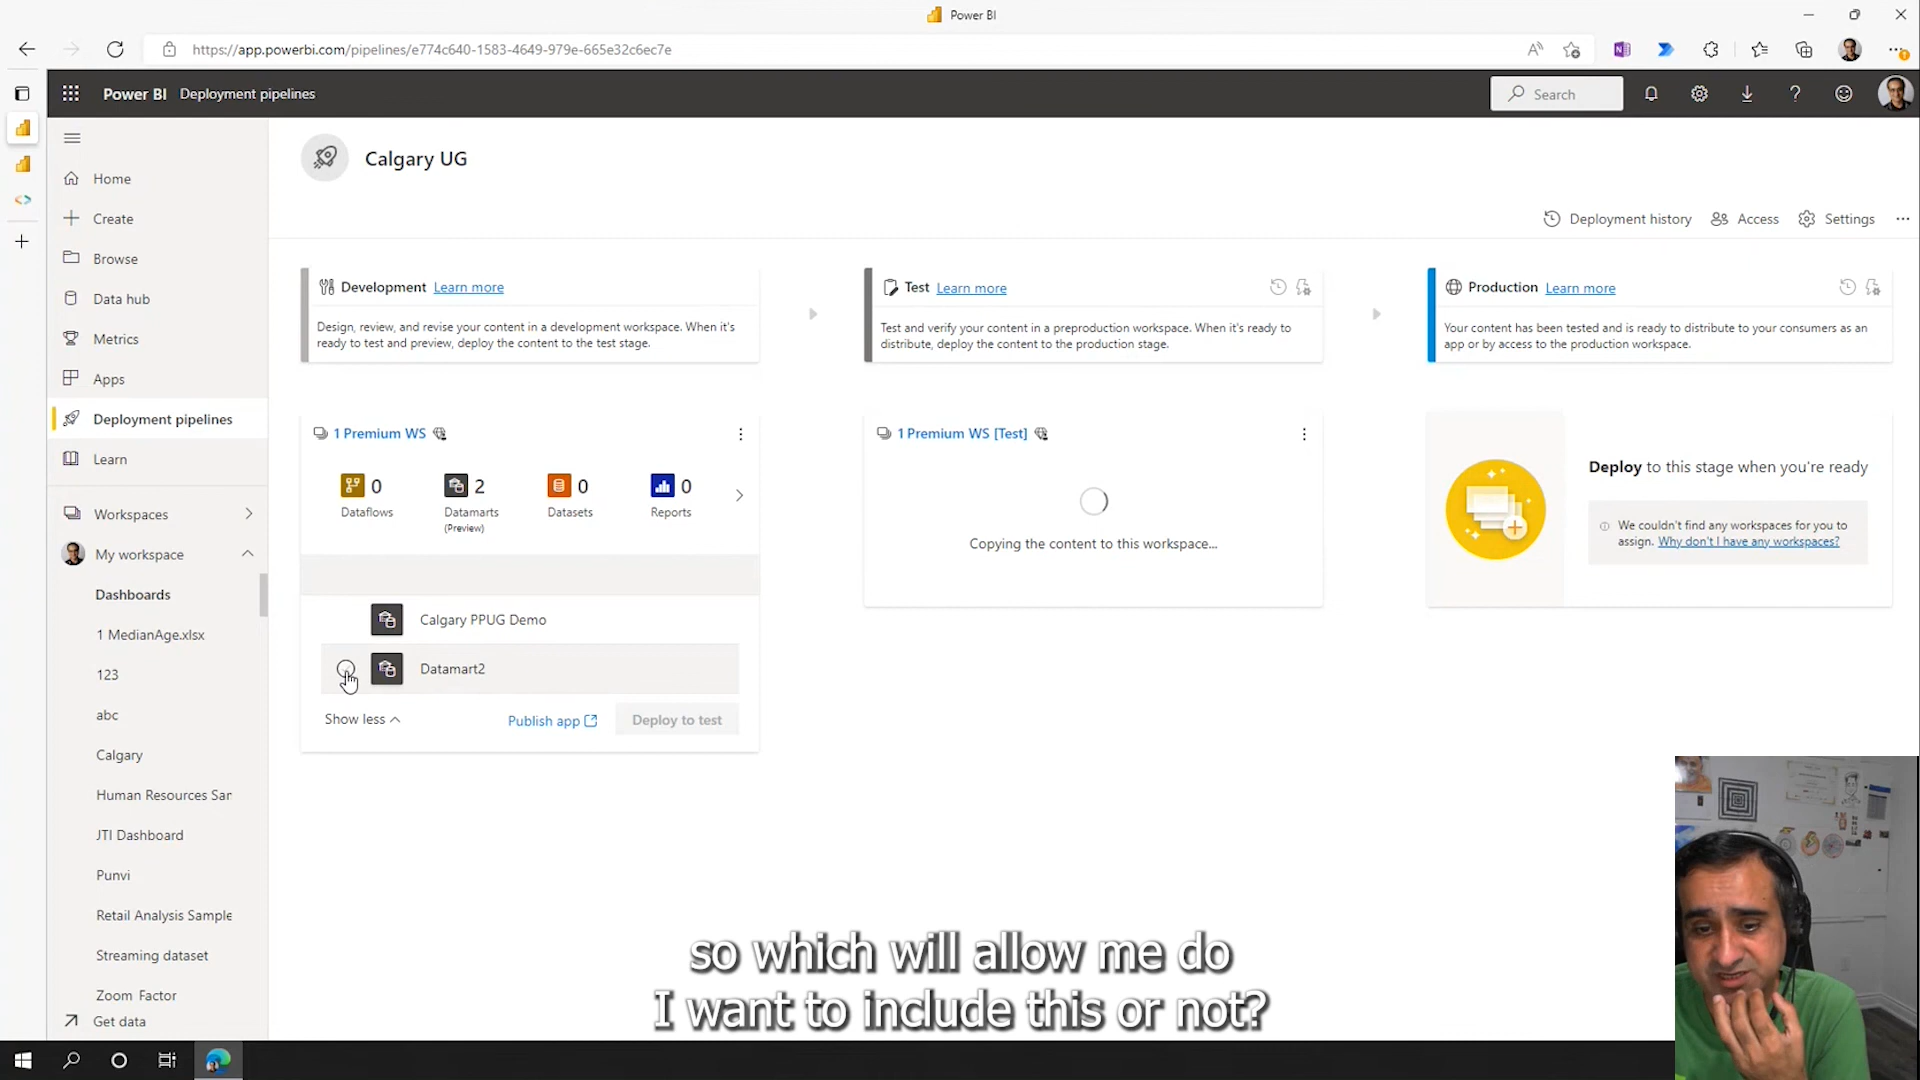 Power BI
https://app.powerbi.com/pipelines/e774c640-1583-4649-979e-665e32c6ec7e
Power BI Deployment pipelines
Search
Calgary UG
Deployment history
Access
Settings
Home
Create
Browse
Data hub
Metrics
Apps
Deployment pipelines
Learn
Workspaces
My workspace
Dashboards
1 MedianAge.xlsx
123
abc
Calgary
Human Resources Sar
JTI Dashboard
Punvi
Retail Analysis Sample
Streaming dataset
Zoom Factor
Get data
Development Learn more
Design, review, and revise your content in a development workspace. When it's
ready to test and preview, deploy the content to the test stage.
Test Learn more
Test and verify your content in a preproduction workspace. When it's ready to
distribute, deploy the content to the production stage.
Production Learn more
Your content has been tested and is ready to distribute to your consumers as an
app or by access to the production workspace.
1 Premium WS
0
Dataflows
2
Datamarts
(Preview)
0
Datasets
0
Reports
Calgary PPUG Demo
Datamart2
Show less
Publish app
Deploy to test
1 Premium WS [Test]
Copying the content to this workspace...
Deploy to this stage when you're ready
We couldn't find any workspaces for you to
assign. Why don't I have any workspaces?
so which will allow me do
I want to include this or not?